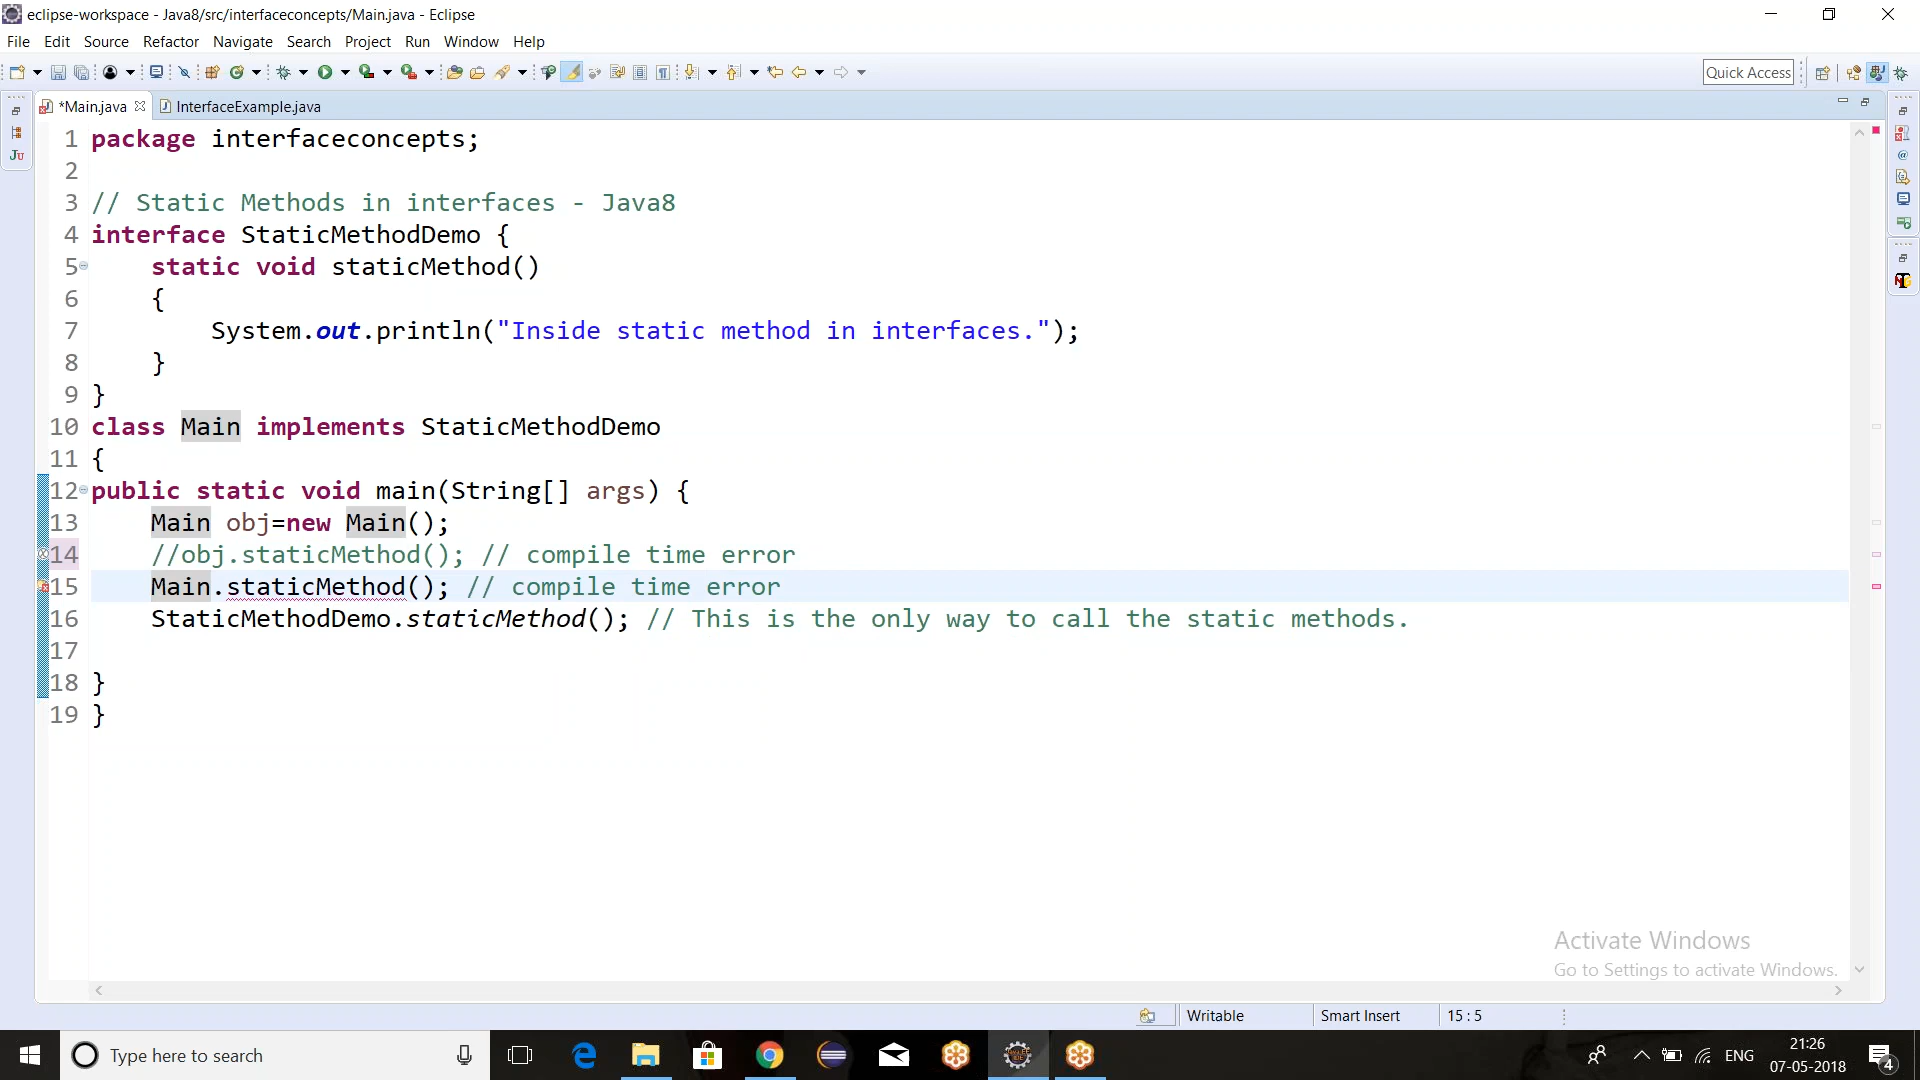 eclipse-workspace - Java8/src/interfaceconcepts/Main.java - Eclipse
File Edit Source Refactor Navigate Search Project Run Window Help
Quick Access
*Main.java InterfaceExample.java
1 package interfaceconcepts;
2
3 // Static Methods in interfaces - Java8
4 interface StaticMethodDemo {
5 static void staticMethod()
6 {
7 System.out.println("Inside static method in interfaces.");
8 }
9 }
10 class Main implements StaticMethodDemo
11 {
12 public static void main(String[] args) {
13 Main obj=new Main();
14 //obj.staticMethod(); // compile time error
15 Main.staticMethod(); // compile time error
16 StaticMethodDemo.staticMethod(); // This is the only way to call the static methods.
17
18 }
19 }
Activate Windows
Go to Settings to activate Windows.
Writable Smart Insert 15 : 5
Type here to search
ENG
21:26
07-05-2018
4